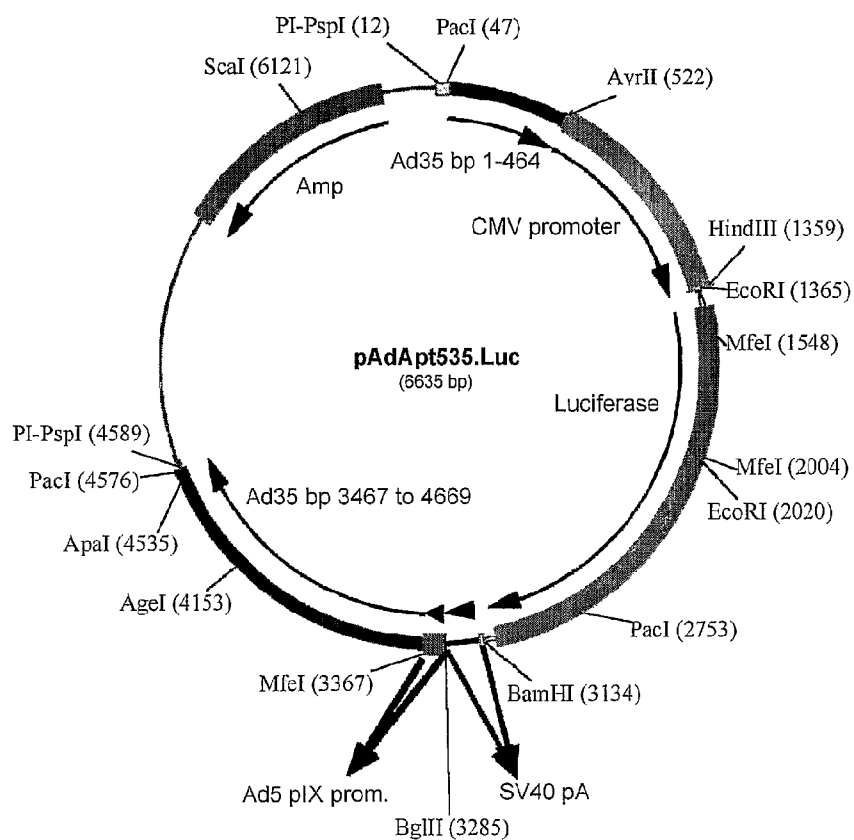 PI-PspI (12)
PacI (47)
ScaI (6121)
AvrII (522)
Ad35 bp 1-464
Amp
CMV promoter
HindIII (1359)
EcoRI (1365)
pAdApt535.Luc
(6635 bp)
MfeI (1548)
Luciferase
PI-PspI (4589)
PacI (4576)
Ad35 bp 3467 to 4669
MfeI (2004)
EcoRI (2020)
ApaI (4535)
AgeI (4153)
PacI (2753)
MfeI (3367)
BamHI (3134)
Ad5 pIX prom.
SV40 pA
BglII (3285)